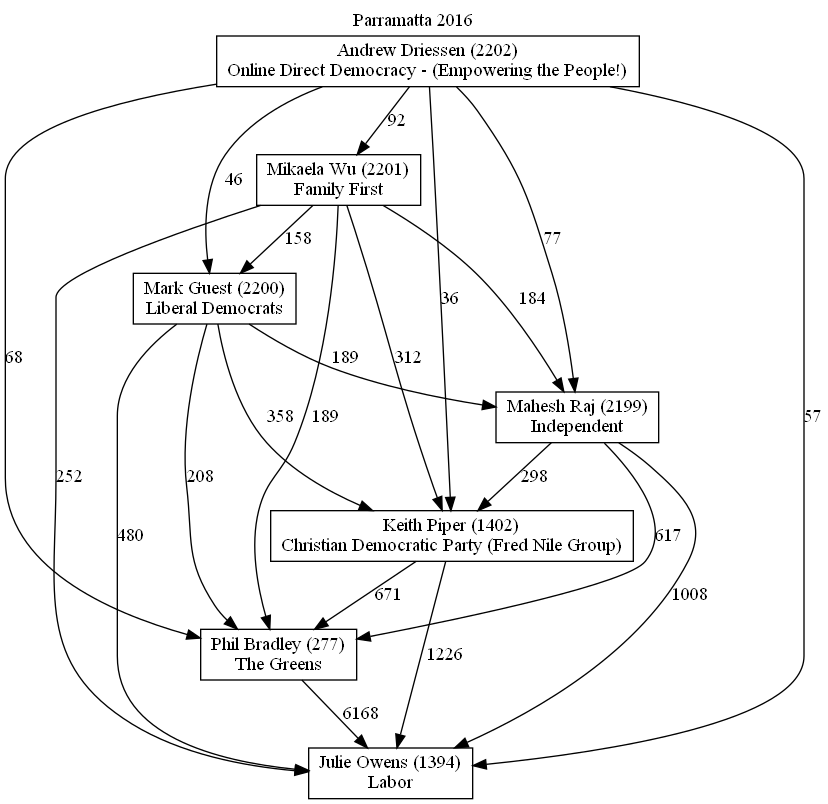 Parramatta 2016
Andrew Driessen (2202)
Online Direct Democracy - (Empowering the People!)
92
Mikaela Wu (2201)
Family First
46
158
77
Mark Guest (2200)
Liberal Democrats
36
184
68
189
312
Mahesh Raj (2199)
Independent
57
358
189
252
208
298
Keith Piper (1402)
Christian Democratic Party (Fred Nile Group)
480
617
671
1008
Phil Bradley (277)
The Greens
1226
6168
Julie Owens (1394)
Labor